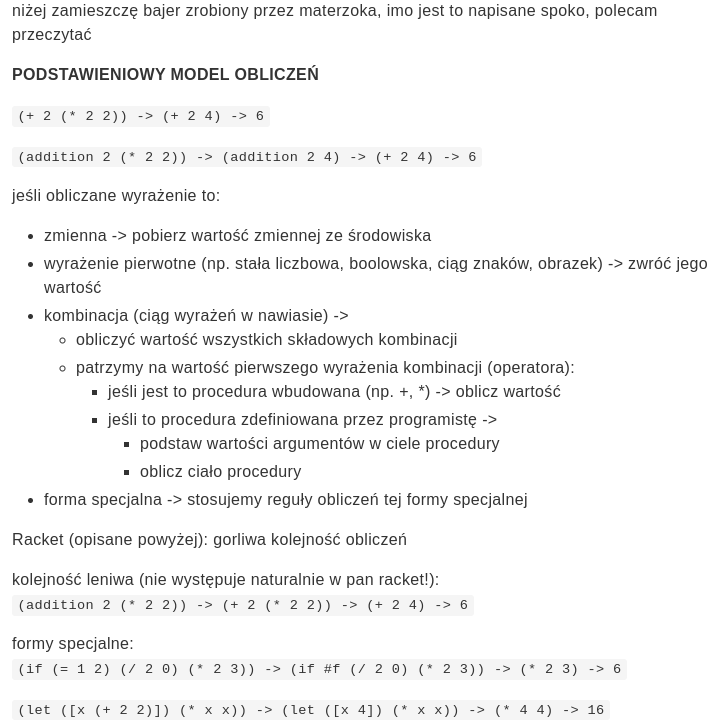 niżej zamieszczę bajer zrobiony przez materzoka, imo jest to napisane spoko, polecam
przeczytać
PODSTAWIENIOWY MODEL OBLICZEŃ
(+ 2 (* 2 2)) -> (+ 2 4) -> 6
(addition 2 (* 2 2)) -> (addition 2 4) -> (+ 2 4) -> 6
jeśli obliczane wyrażenie to:
• zmienna -> pobierz wartość zmiennej ze środowiska
• wyrażenie pierwotne (np. stała liczbowa, boolowska, ciąg znaków, obrazek) -> zwróć jego
wartość
• kombinacja (ciąg wyrażeń w nawiasie) ->
◦ obliczyć wartość wszystkich składowych kombinacji
◦ patrzymy na wartość pierwszego wyrażenia kombinacji (operatora):
▪ jeśli jest to procedura wbudowana (np. +, *) -> oblicz wartość
▪ jeśli to procedura zdefiniowana przez programistę ->
▪ podstaw wartości argumentów w ciele procedury
▪ oblicz ciało procedury
• forma specjalna -> stosujemy reguły obliczeń tej formy specjalnej
Racket (opisane powyżej): gorliwa kolejność obliczeń
kolejność leniwa (nie występuje naturalnie w pan racket!):
(addition 2 (* 2 2)) -> (+ 2 (* 2 2)) -> (+ 2 4) -> 6
formy specjalne:
(if (= 1 2) (/ 2 0) (* 2 3)) -> (if #f (/ 2 0) (* 2 3)) -> (* 2 3) -> 6
(let ([x (+ 2 2)]) (* x x)) -> (let ([x 4]) (* x x)) -> (* 4 4) -> 16